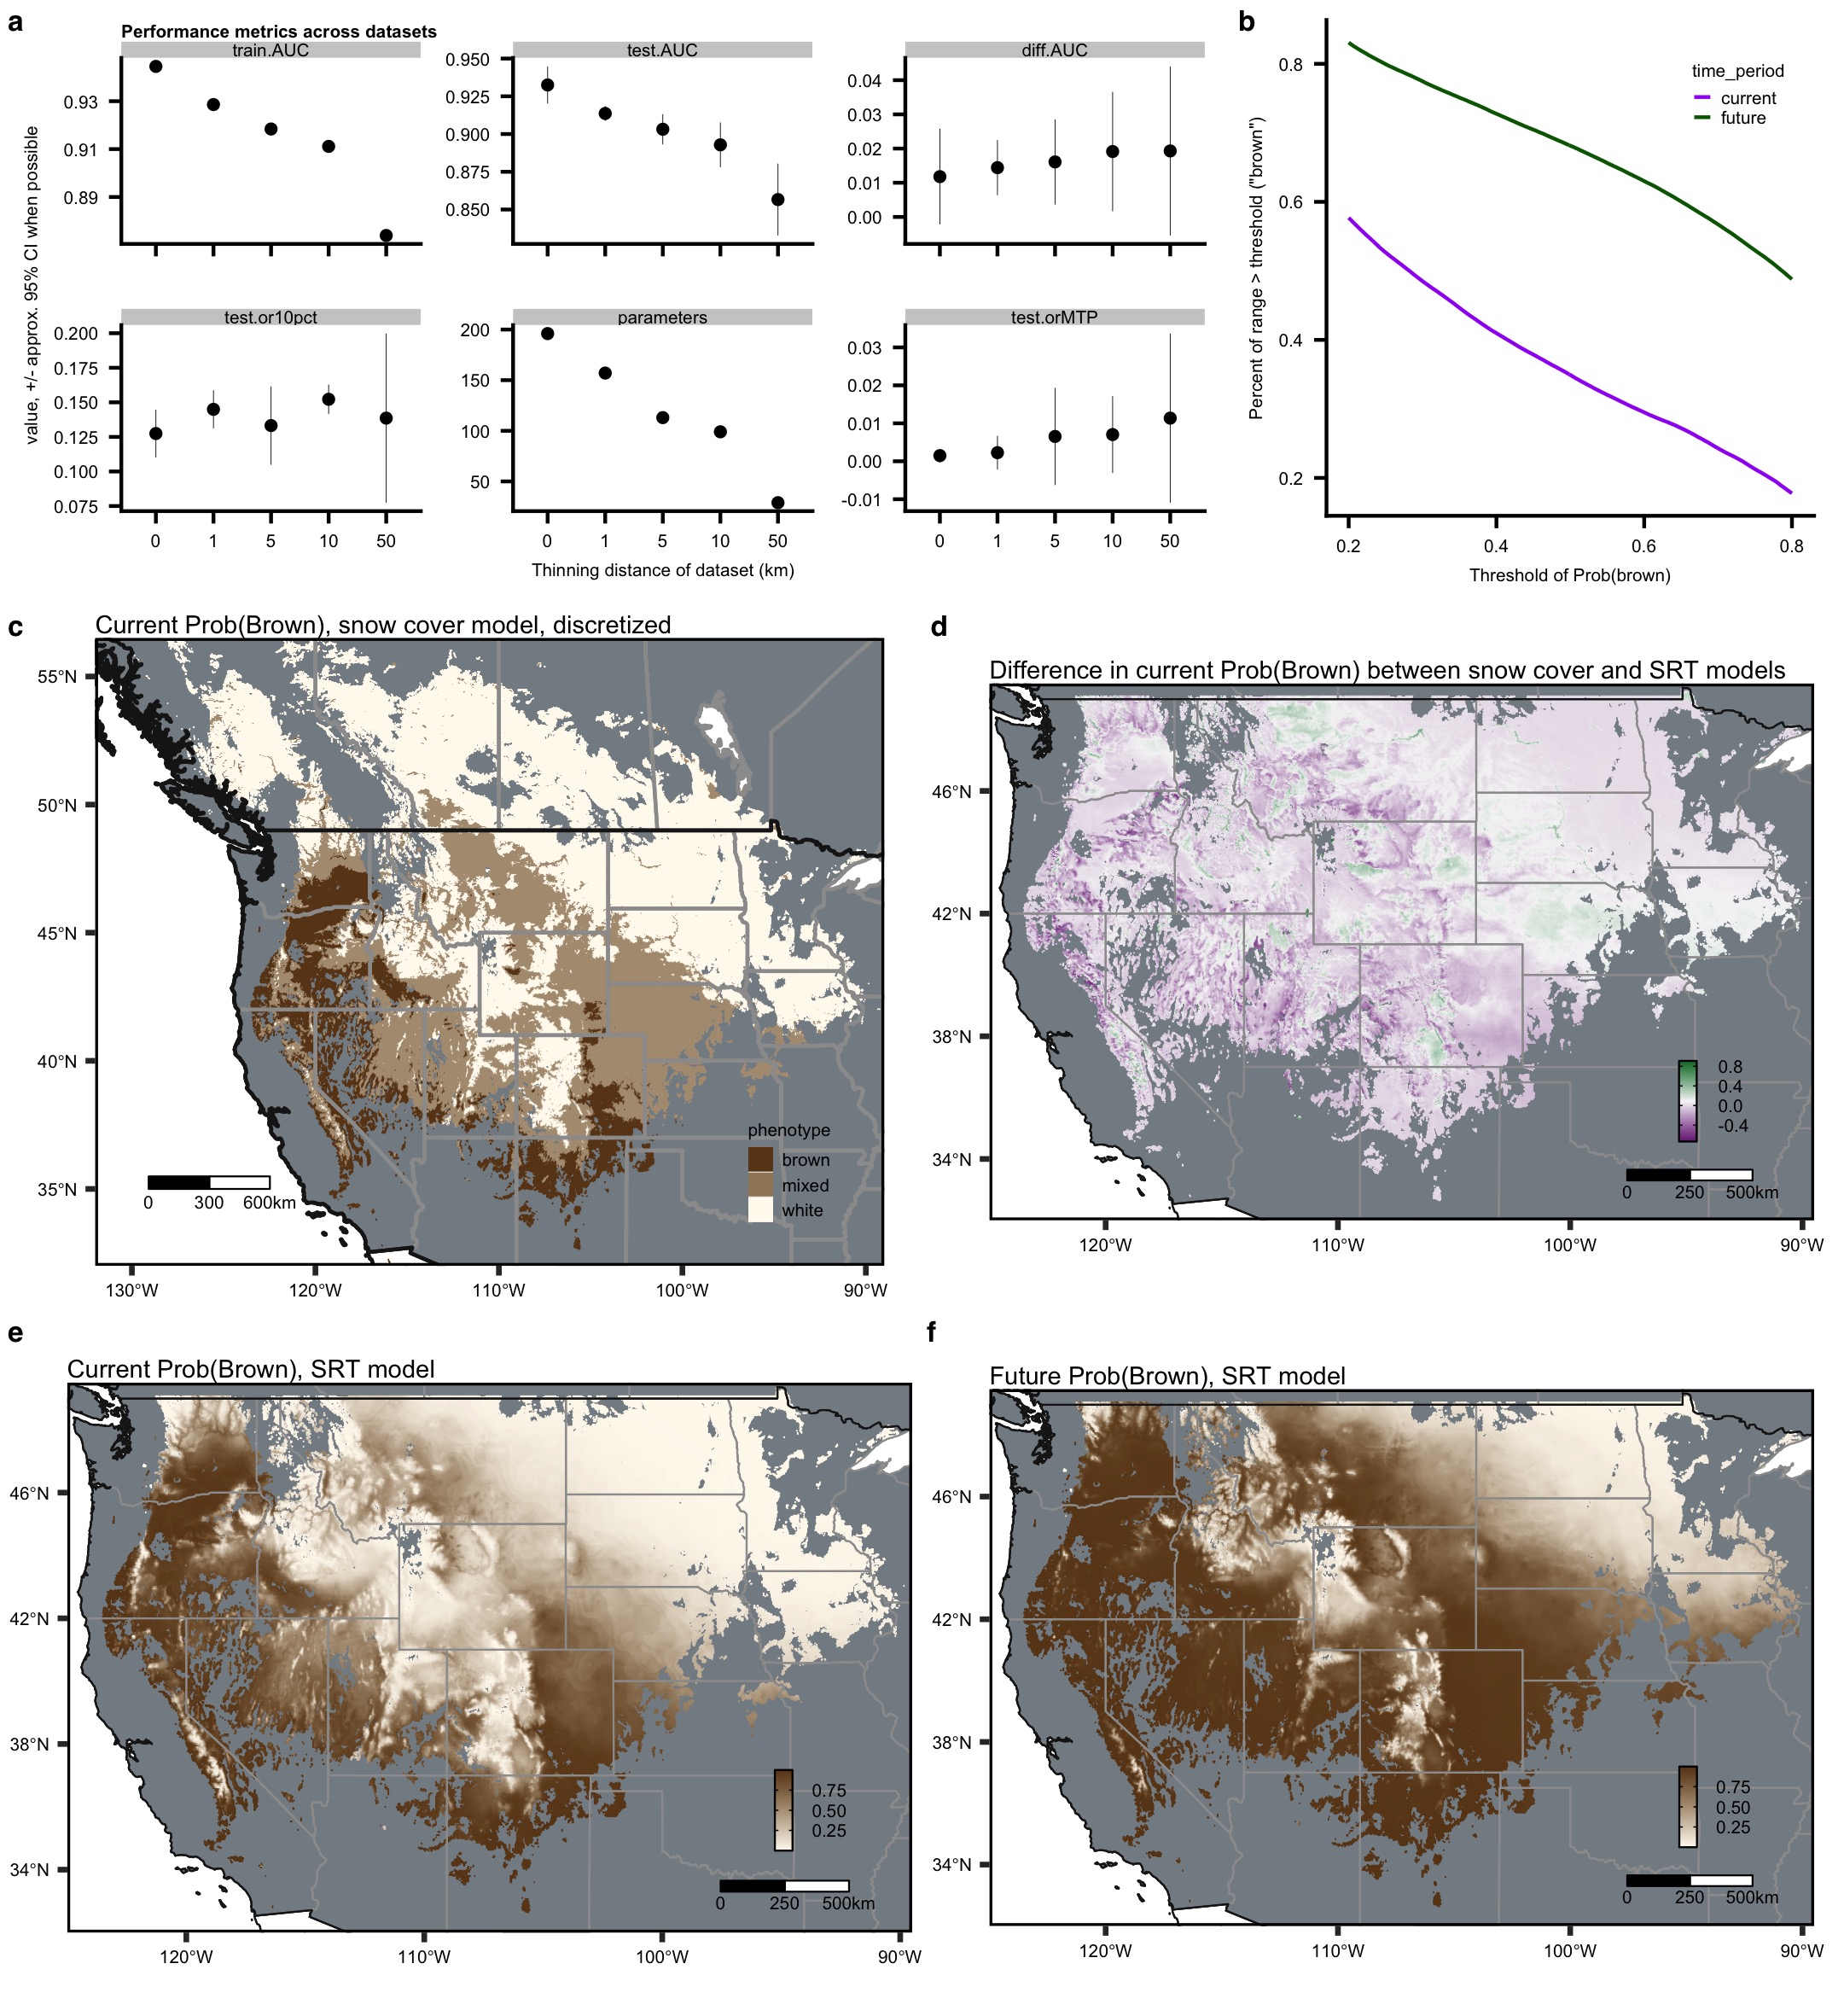 a
Performance metrics across datasets
train.AUC
test.AUC
diff.AUC
0.93
0.91
0.89
0.950
0.925
0.900
0.875
0.850
0.04
0.03
0.02
0.01
0.00
value, +/- approx. 95% CI when possible
test.or10pct
parameters
test.orMTP
0.200
0.175
0.150
0.125
0.100
0.075
200
150
100
50
0.03
0.02
0.01
0.00
-0.01
0 1 5 10 50
0 1 5 10 50
0 1 5 10 50
Thinning distance of dataset (km)
b
Percent of range > threshold ("brown")
0.8
0.6
0.4
0.2
time_period
current
future
0.2 0.4 0.6 0.8
Threshold of Prob(brown)
c
Current Prob(Brown), snow cover model, discretized
55°N
50°N
45°N
40°N
35°N
phenotype
brown
mixed
white
0 300 600km
130°W 120°W 110°W 100°W 90°W
d
Difference in current Prob(Brown) between snow cover and SRT models
46°N
42°N
38°N
34°N
0.8
0.4
0.0
-0.4
0 250 500km
120°W 110°W 100°W 90°W
e
Current Prob(Brown), SRT model
46°N
42°N
38°N
34°N
0.75
0.50
0.25
0 250 500km
120°W 110°W 100°W 90°W
f
Future Prob(Brown), SRT model
46°N
42°N
38°N
34°N
0.75
0.50
0.25
0 250 500km
120°W 110°W 100°W 90°W